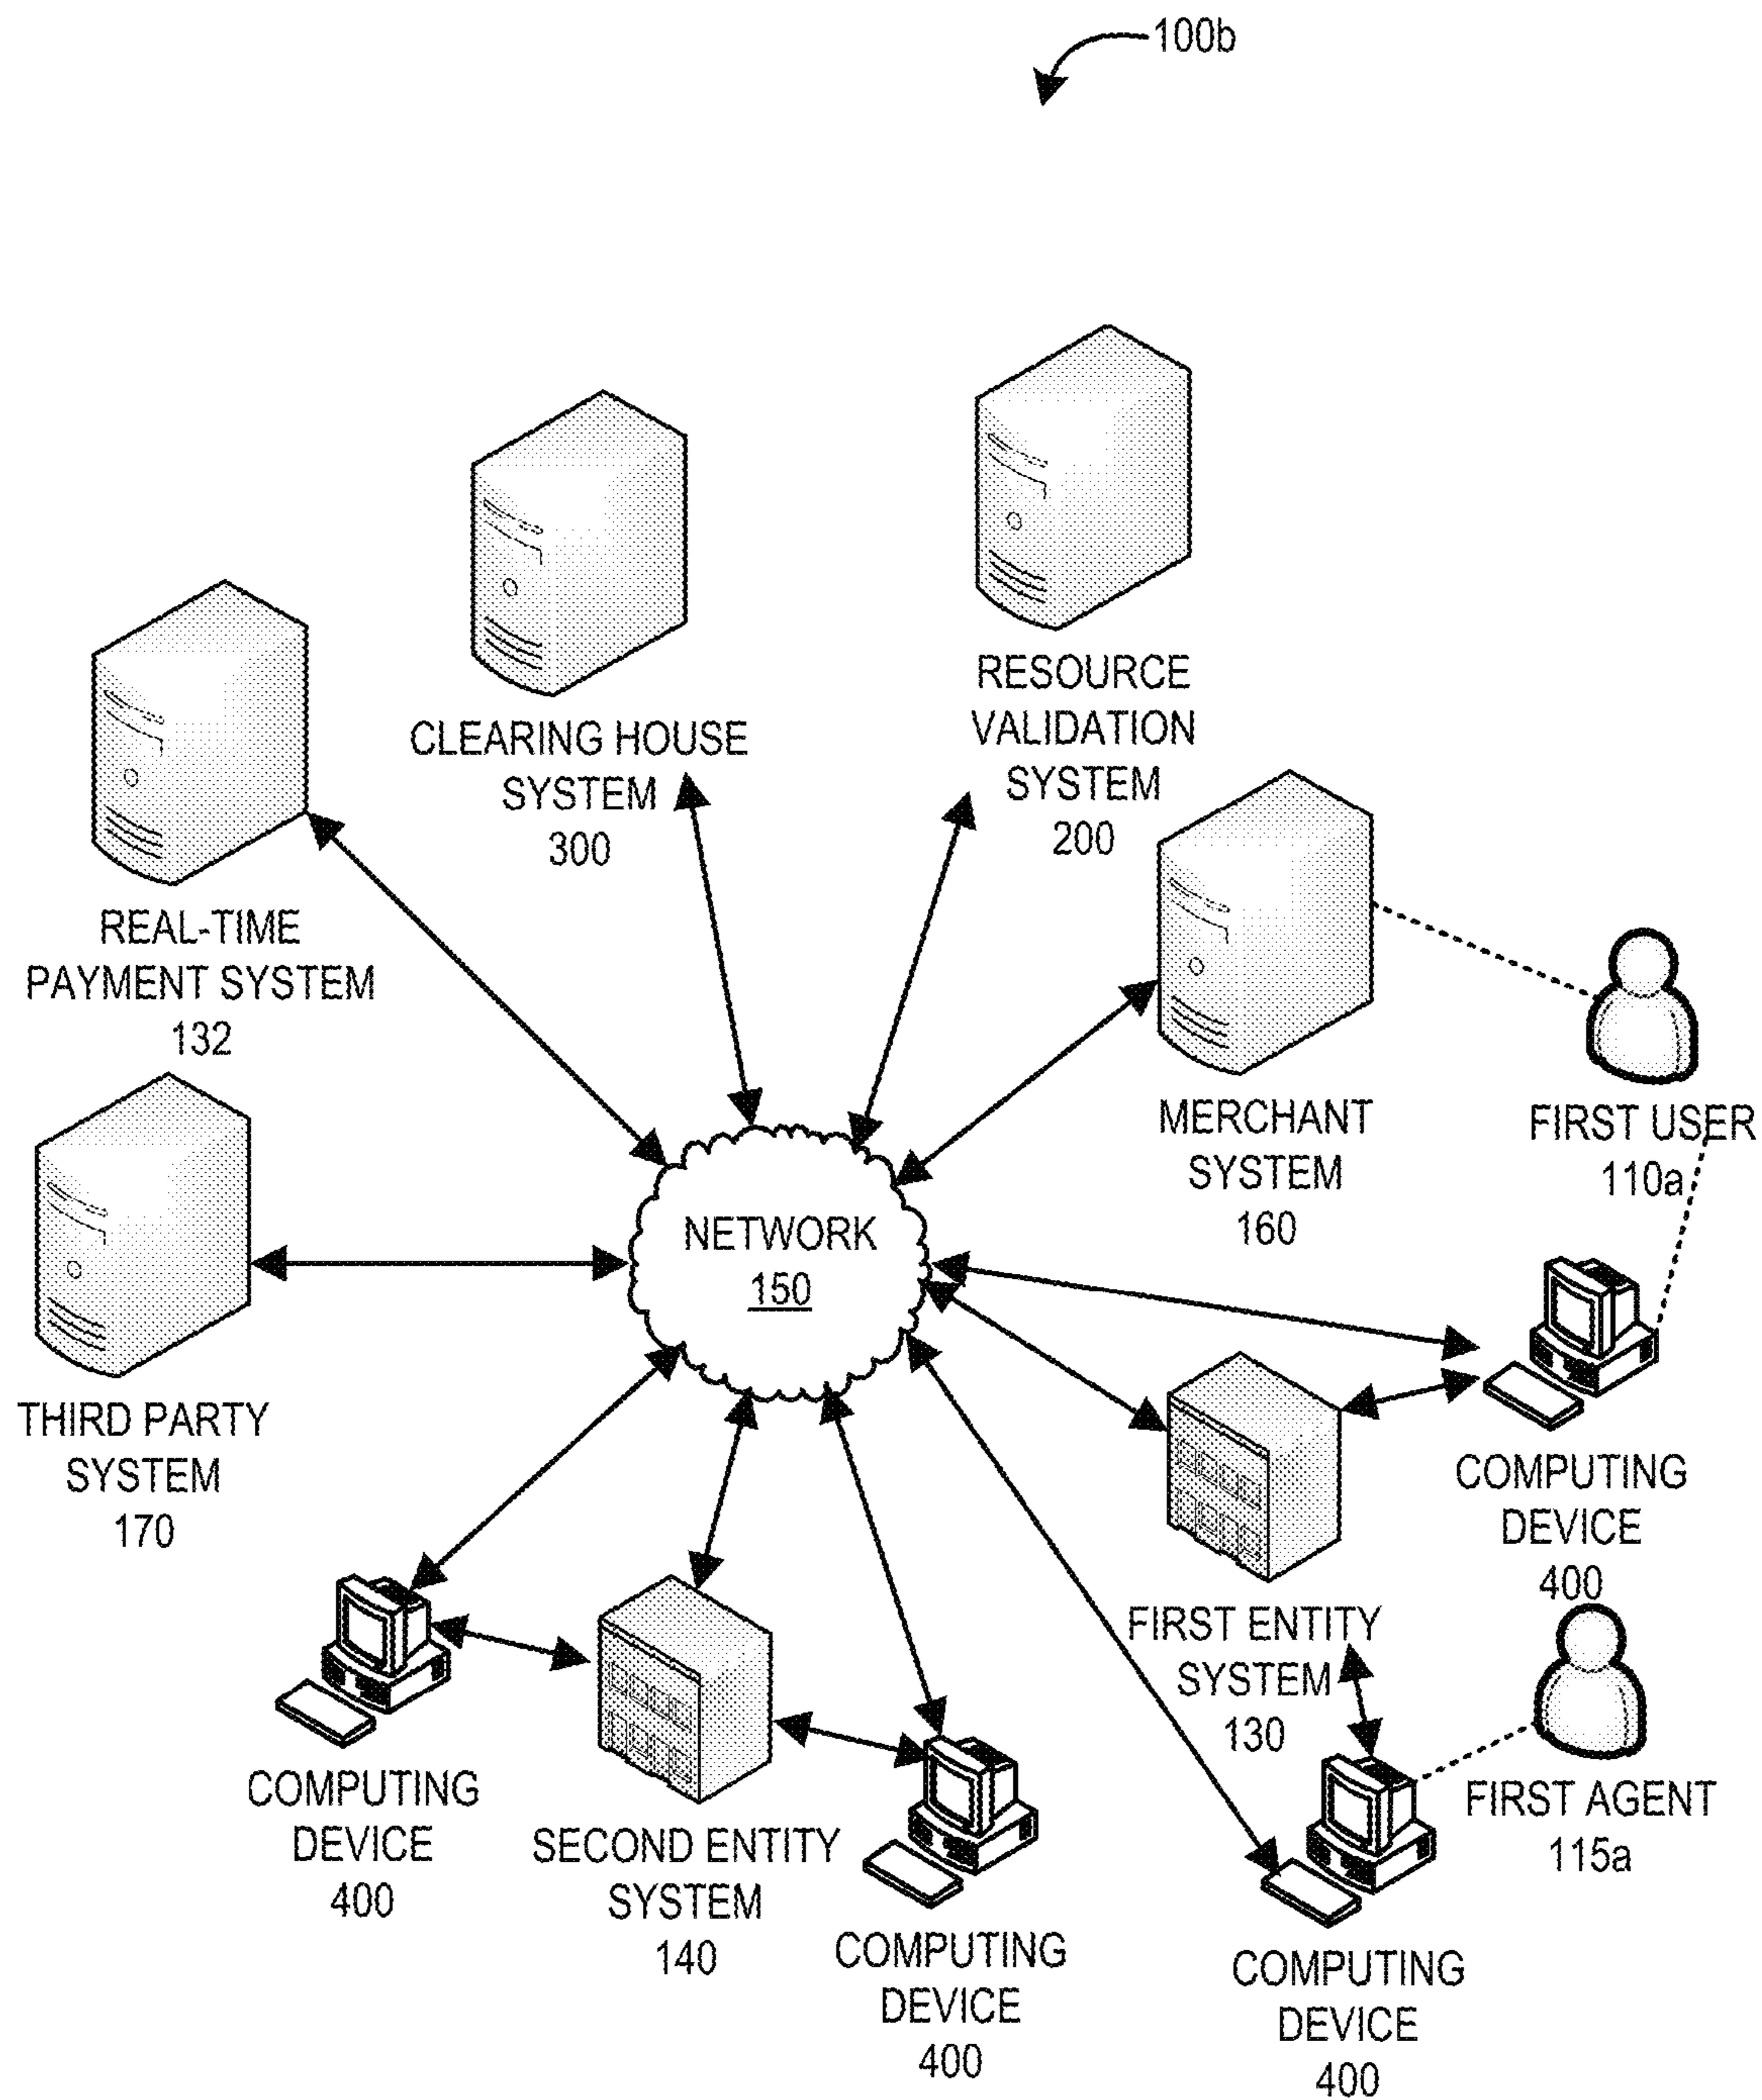 100b
RESOURCE
VALIDATION
SYSTEM
200
CLEARING HOUSE
SYSTEM
300
REAL-TIME
PAYMENT SYSTEM
132
MERCHANT
SYSTEM
160
FIRST USER
110a
NETWORK
150
THIRD PARTY
SYSTEM
170
COMPUTING
DEVICE
400
FIRST ENTITY
SYSTEM
130
FIRST AGENT
115a
COMPUTING
DEVICE
400
SECOND ENTITY
SYSTEM
140
COMPUTING
DEVICE
400
COMPUTING
DEVICE
400